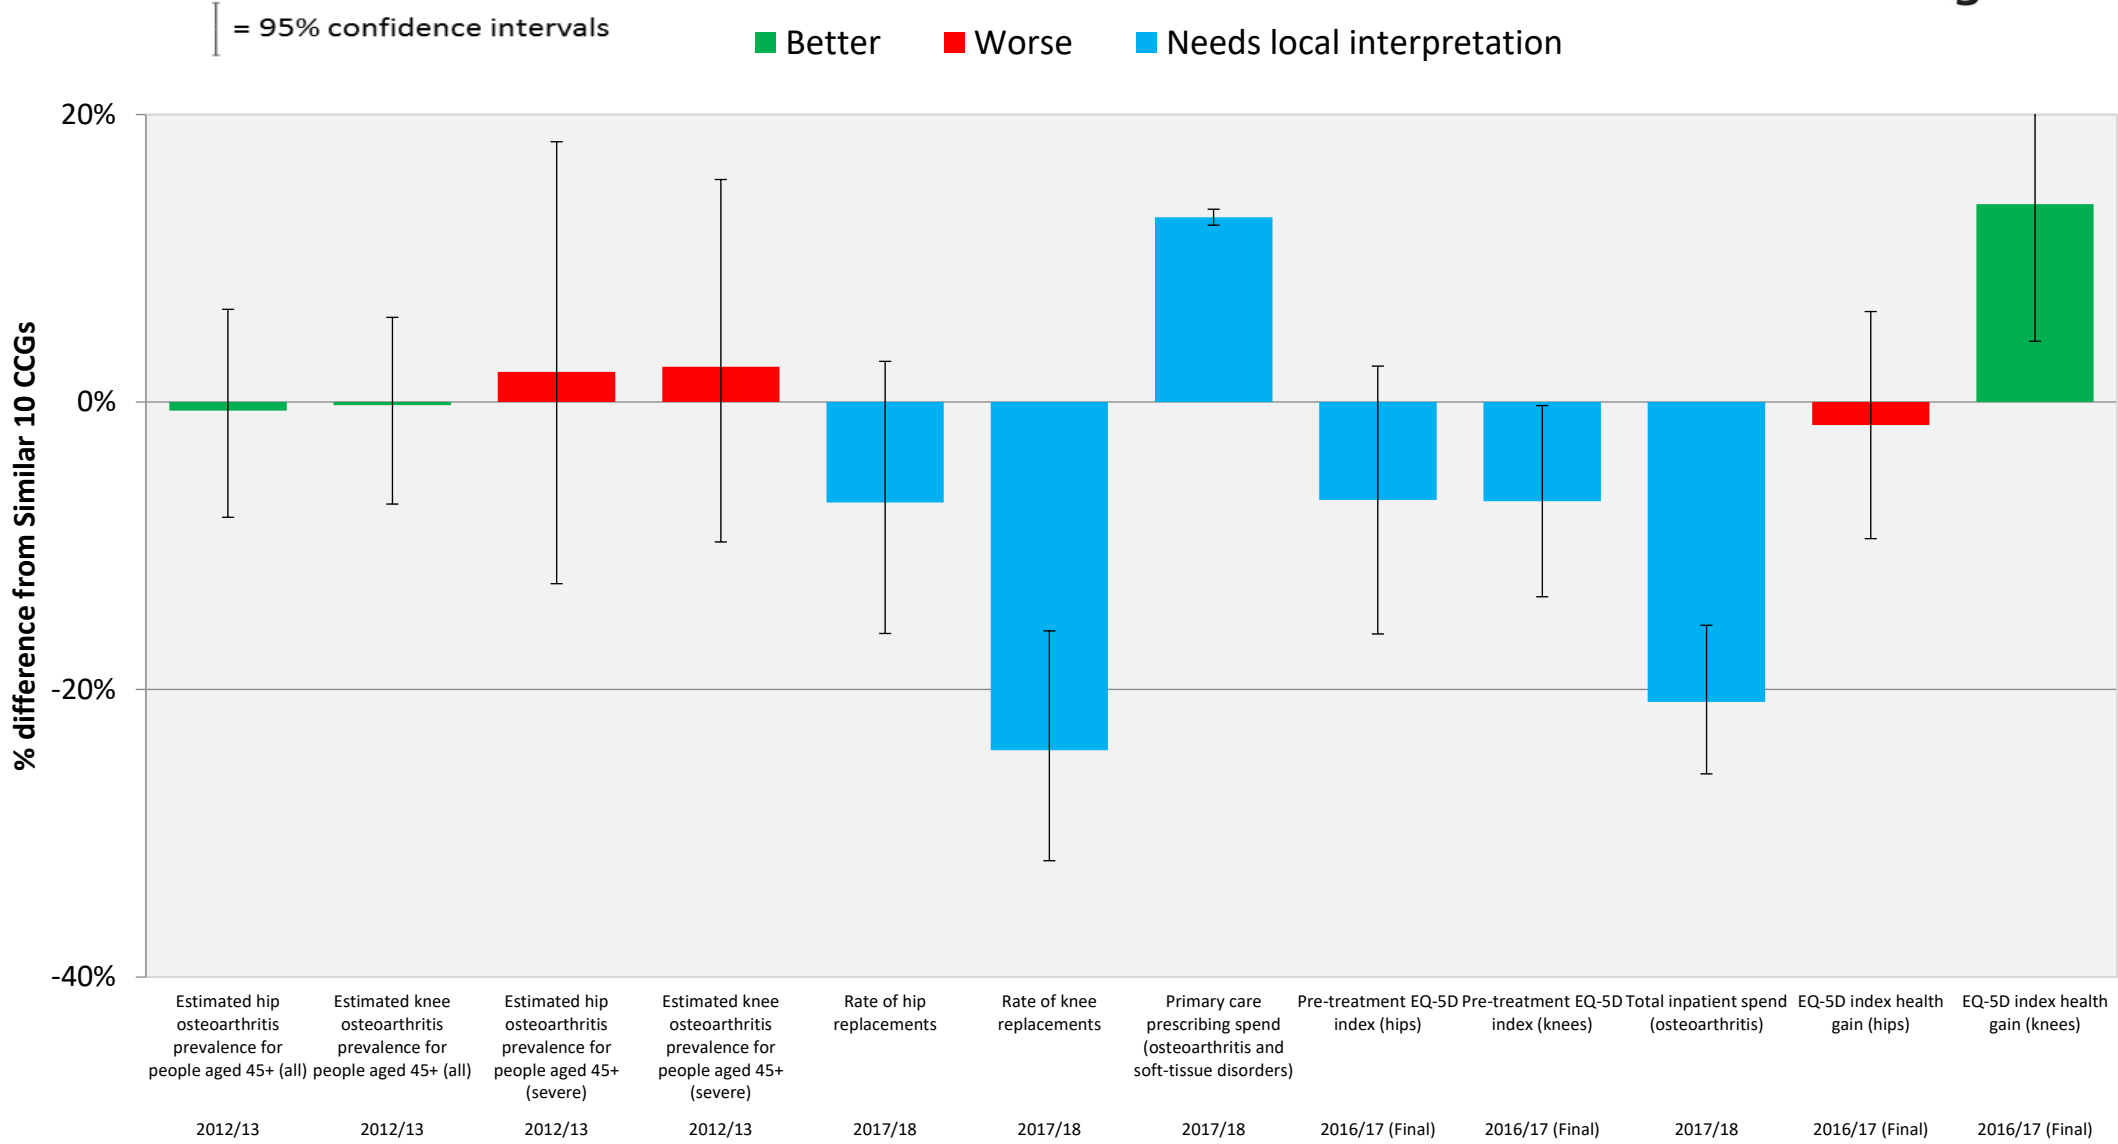 = 95% confidence intervals
Better
Worse
Needs local interpretation
% difference from Similar 10 CCGs
20%
0%
-20%
-40%
Estimated hip
osteoarthritis
prevalence for
people aged 45+ (all)
2012/13
Estimated knee
osteoarthritis
prevalence for
people aged 45+ (all)
2012/13
Estimated hip
osteoarthritis
prevalence for
people aged 45+
(severe)
2012/13
Estimated knee
osteoarthritis
prevalence for
people aged 45+
(severe)
2012/13
Rate of hip
replacements
2017/18
Rate of knee
replacements
2017/18
Primary care
prescribing spend
(osteoarthritis and
soft-tissue disorders)
2017/18
Pre-treatment EQ-5D
index (hips)
2016/17 (Final)
Pre-treatment EQ-5D
index (knees)
2016/17 (Final)
Total inpatient spend
(osteoarthritis)
2017/18
EQ-5D index health
gain (hips)
2016/17 (Final)
EQ-5D index health
gain (knees)
2016/17 (Final)